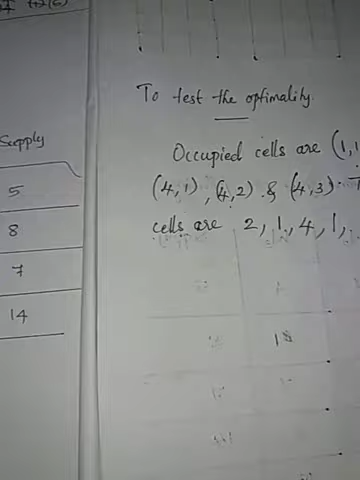 To test the optimality.
Supply
Occupied cells are (1,1
5
(4,1), (4,2) & (4,3).
8
cells are 2, 1, 4, 1,
7
14